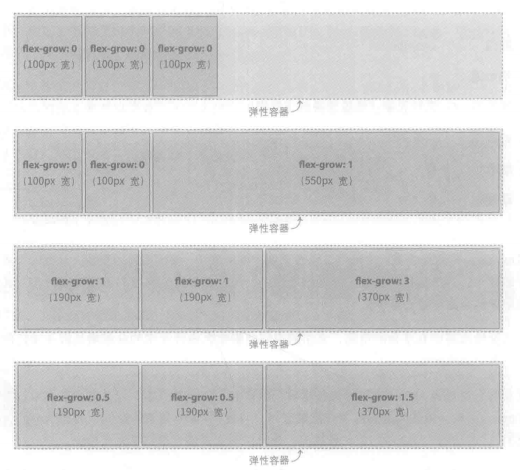 flex-grow: 0 flex-grow: 0 flex-grow: 0
(100px 宽) (100px 宽) (100px 宽)
弹性容器
flex-grow: 0 flex-grow: 0 flex-grow: 1
(100px 宽) (100px 宽) (550px 宽)
弹性容器
flex-grow: 1 flex-grow: 1 flex-grow: 3
(190px 宽) (190px 宽) (370px 宽)
弹性容器
flex-grow: 0.5 flex-grow: 0.5 flex-grow: 1.5
(190px 宽) (190px 宽) (370px 宽)
弹性容器